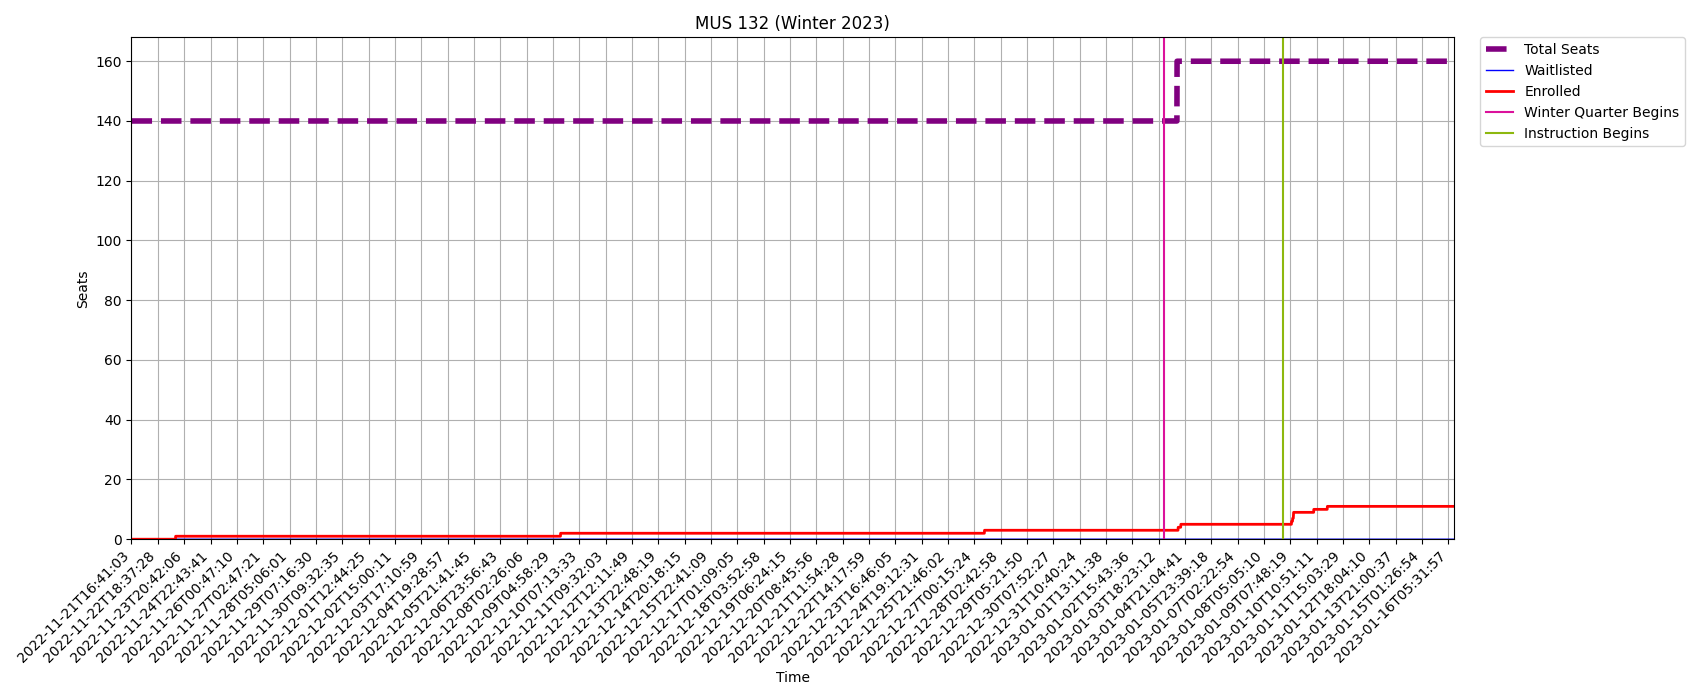 MUS 132 (Winter 2023)
Total Seats
Waitlisted
Enrolled
Winter Quarter Begins
Instruction Begins
160
140
120
100
80
60
40
20
0
Seats
2022-11-21T16:41:03
2022-11-22T18:37:28
2022-11-23T20:42:06
2022-11-24T22:43:41
2022-11-26T00:47:10
2022-11-27T02:47:21
2022-11-28T05:06:01
2022-11-29T07:16:30
2022-11-30T09:32:35
2022-12-01T12:44:25
2022-12-02T15:00:11
2022-12-03T17:10:59
2022-12-04T19:28:57
2022-12-05T21:41:45
2022-12-06T23:56:43
2022-12-08T02:26:06
2022-12-09T04:58:29
2022-12-10T07:13:33
2022-12-11T09:32:03
2022-12-12T12:11:49
2022-12-13T22:48:19
2022-12-14T20:18:15
2022-12-15T22:41:09
2022-12-17T01:09:05
2022-12-18T03:52:58
2022-12-19T06:24:15
2022-12-20T08:45:56
2022-12-21T11:54:28
2022-12-22T14:17:59
2022-12-23T16:46:05
2022-12-24T19:12:31
2022-12-25T21:46:02
2022-12-27T00:15:24
2022-12-28T02:42:58
2022-12-29T05:21:50
2022-12-30T07:52:27
2022-12-31T10:40:24
2023-01-01T13:11:38
2023-01-02T15:43:36
2023-01-03T18:23:12
2023-01-04T21:04:41
2023-01-05T23:39:18
2023-01-07T02:22:54
2023-01-08T05:05:10
2023-01-09T07:48:19
2023-01-10T10:51:11
2023-01-11T15:03:29
2023-01-12T18:04:10
2023-01-13T21:00:37
2023-01-15T01:26:54
2023-01-16T05:31:57
Time